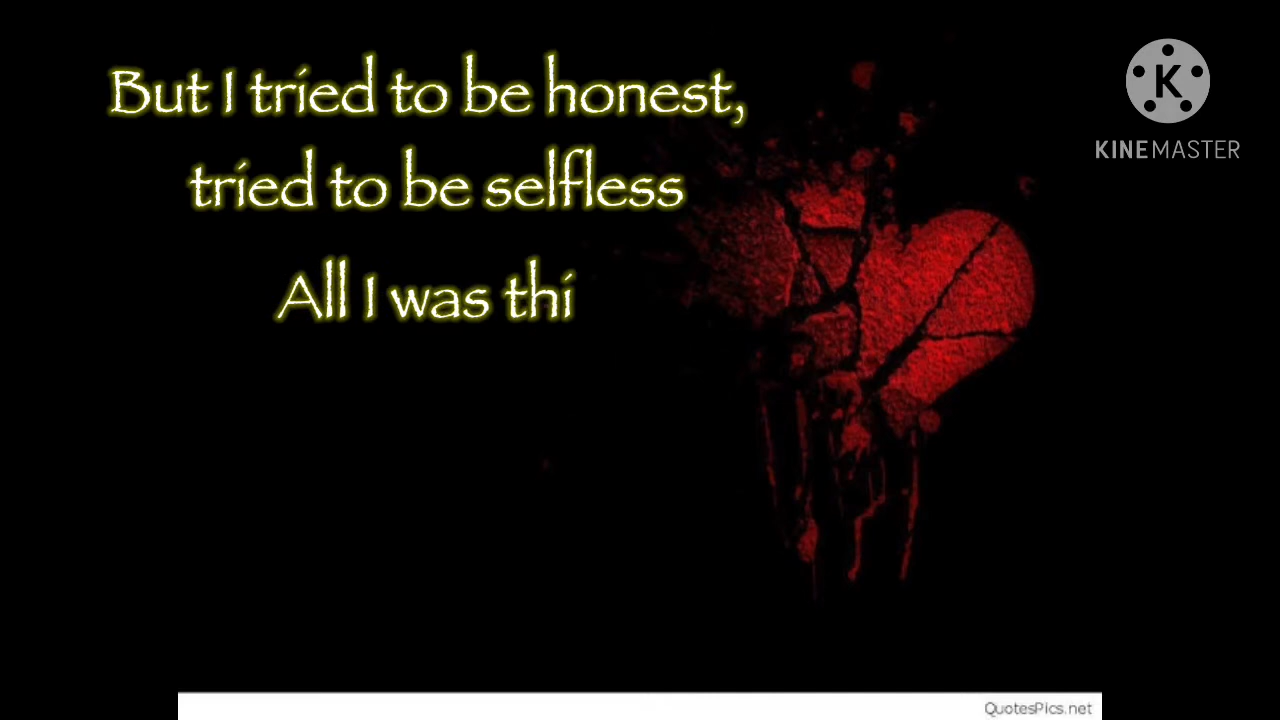 But I tried to be honest,
tried to be selfless
All I was thi
K
KINEMASTER
QuotesPics.net